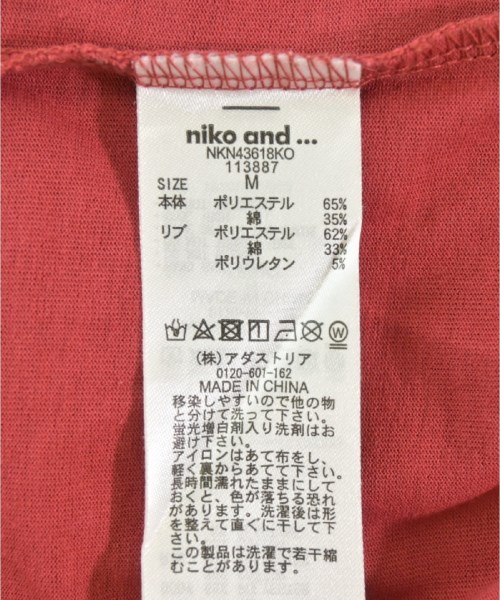 niko and ...
NKN43618KO
113887
SIZE M
本体 ポリエステル 65%
綿 35%
リブ ポリエステル 62%
綿 33%
ポリウレタン 5%
(株)アダストリア
0120-601-162
MADE IN CHINA
移染しやすいので他の物
と分けて洗って下さい。
蛍光増白剤入り洗剤はお
避け下さい。
アイロンはあて布をし、
軽く裏からあてて下さい。
長時間濡れたままにして
おくと、色が落ちる恐れ
があります。洗濯後は形
を整えて直ぐに干して下
さい。
この製品は洗濯で若干縮
むことがあります。